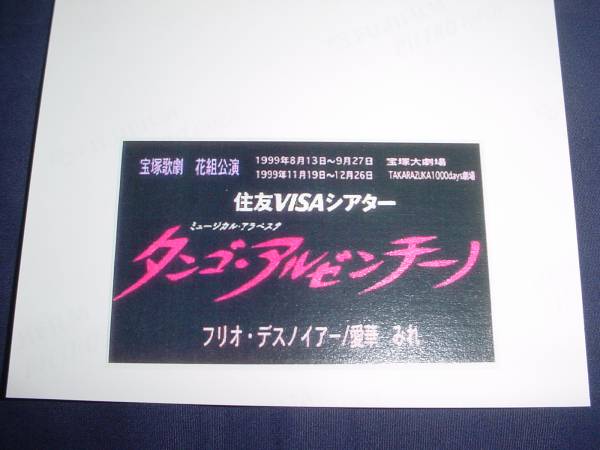 宝塚歌劇 花組公演
1999年8月13日～9月27日 宝塚大劇場
1999年11月19日～12月26日 TAKARAZUKA1000days劇場
住友VISAシアター
ミュージカル・アラベスク
タンゴ・アルゼンチーノ
フリオ・デスノイアー/愛華 みれ